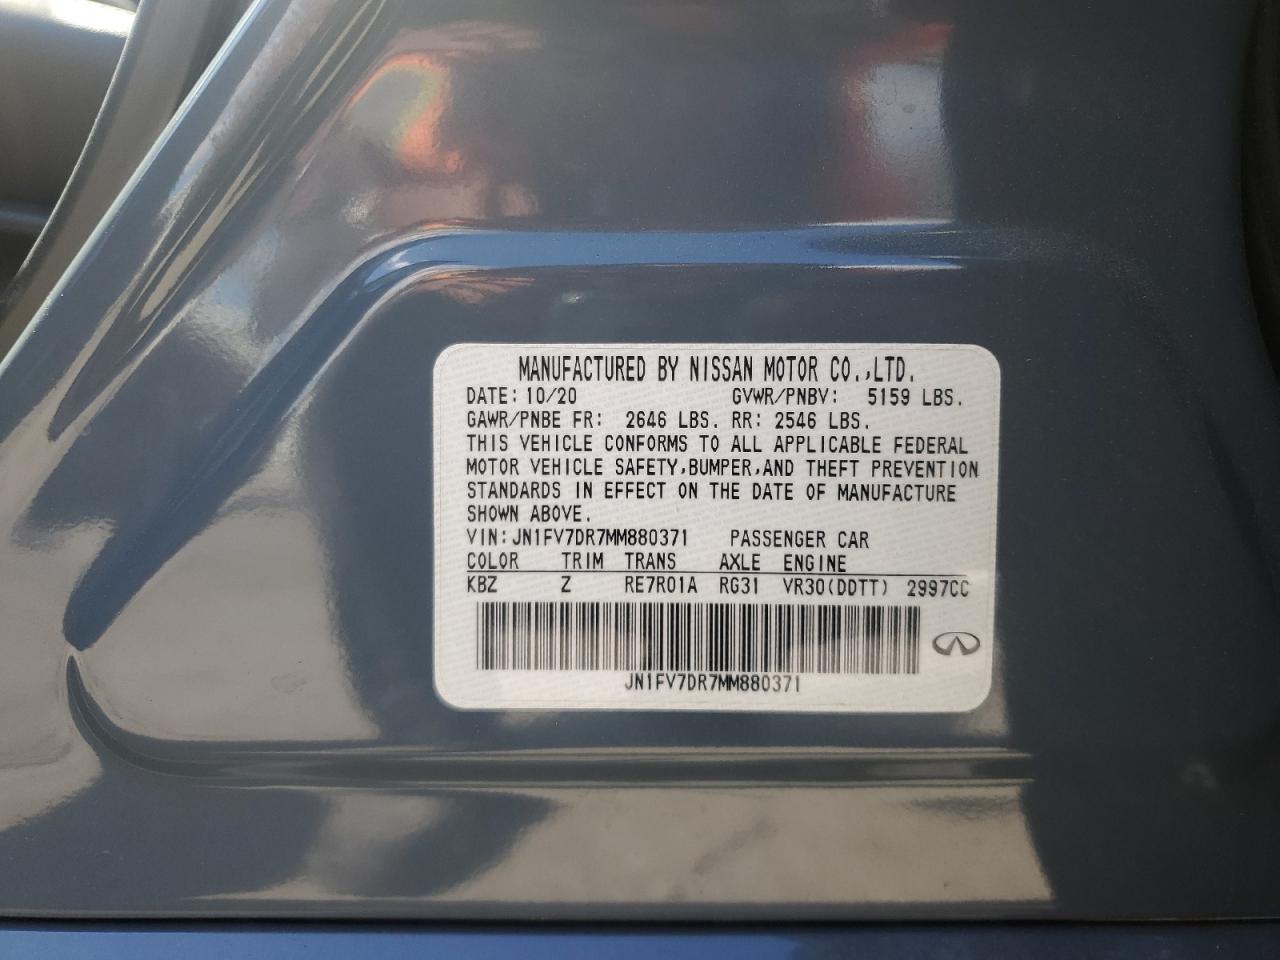 MANUFACTURED BY NISSAN MOTOR CO.,LTD.
DATE: 10/20 GVWR/PNBV: 5159 LBS.
GAWR/PNBE FR: 2646 LBS. RR: 2546 LBS.
THIS VEHICLE CONFORMS TO ALL APPLICABLE FEDERAL
MOTOR VEHICLE SAFETY,BUMPER,AND THEFT PREVENTION
STANDARDS IN EFFECT ON THE DATE OF MANUFACTURE
SHOWN ABOVE.
VIN: JN1FV7DR7MM880371 PASSENGER CAR
COLOR TRIM TRANS AXLE ENGINE
KBZ Z RE7R01A RG31 VR30(DDTT) 2997CC
JN1FV7DR7MM880371